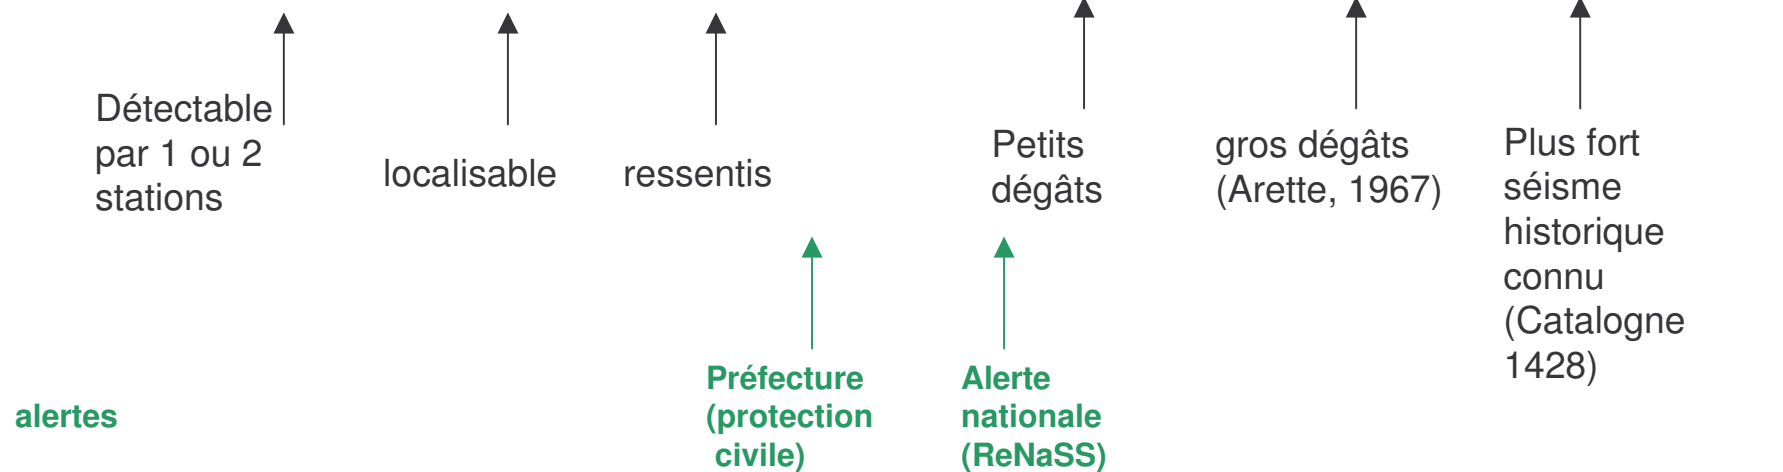 Détectable
par 1 ou 2
stations
localisable
ressentis
Petits
dégâts
gros dégâts
(Arette, 1967)
Plus fort
séisme
historique
connu
(Catalogne
1428)
alertes
Préfecture
(protection
civile)
Alerte
nationale
(ReNaSS)